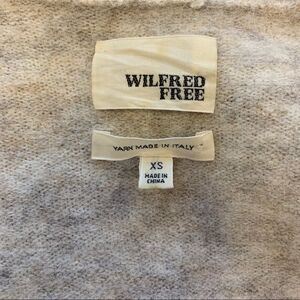 WILFRED
FREE
YARN MADE IN ITALY
XS
MADE IN
CHINA